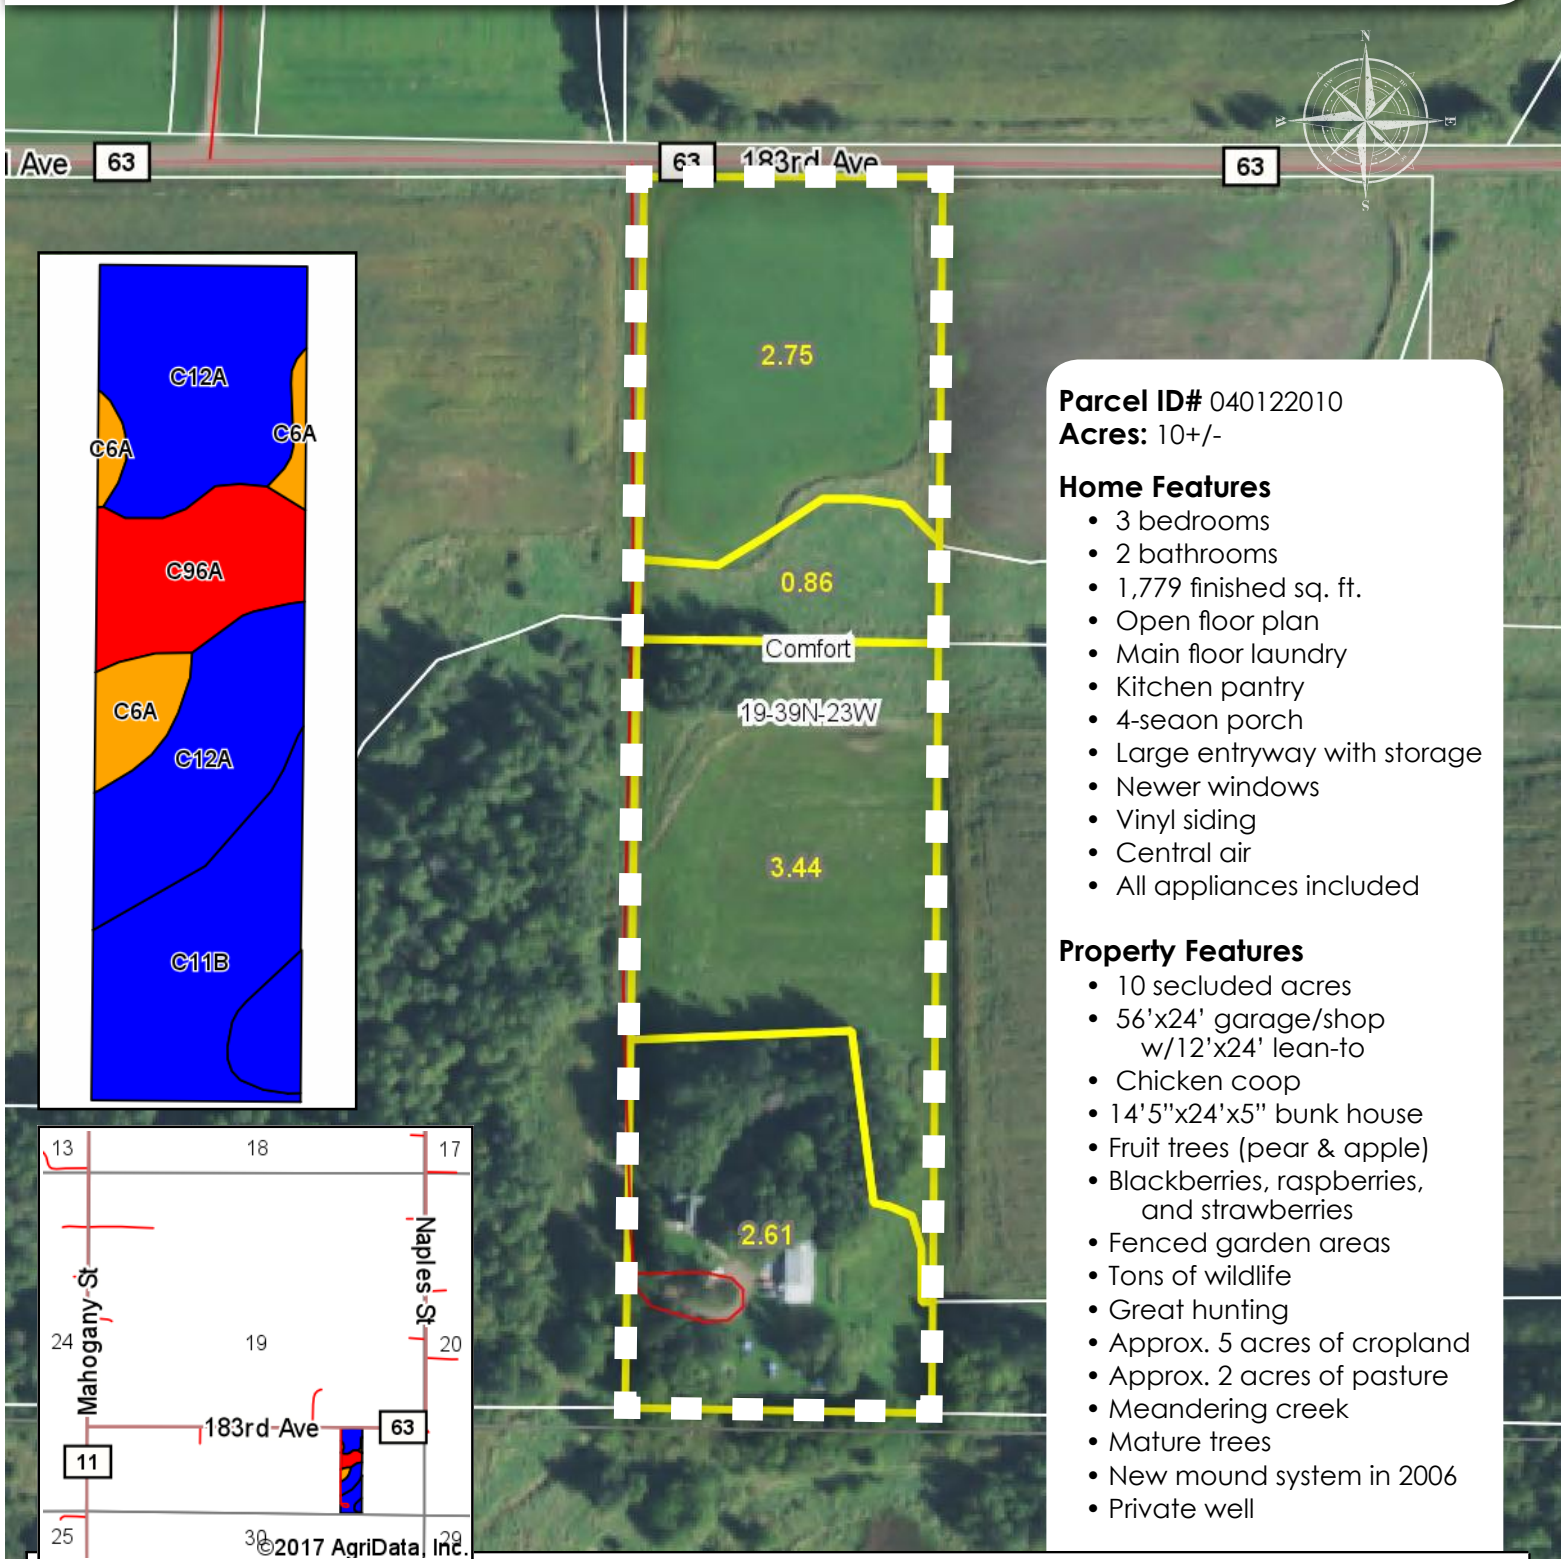 N
W
E
S
l Ave
63
63
183rd Ave
63
2.75
0.86
Comfort
19-39N-23W
3.44
2.61
C12A
C6A
C6A
C96A
C6A
C12A
C11B
13
18
17
Mahogany St
Naples St
24
19
20
183rd Ave
63
11
25
30
29
©2017 AgriData, Inc.
Parcel ID# 040122010
Acres: 10+/-
Home Features
• 3 bedrooms
• 2 bathrooms
• 1,779 finished sq. ft.
• Open floor plan
• Main floor laundry
• Kitchen pantry
• 4-seaon porch
• Large entryway with storage
• Newer windows
• Vinyl siding
• Central air
• All appliances included
Property Features
• 10 secluded acres
• 56’x24’ garage/shop
w/12’x24’ lean-to
• Chicken coop
• 14’5”x24’x5” bunk house
• Fruit trees (pear & apple)
• Blackberries, raspberries,
and strawberries
• Fenced garden areas
• Tons of wildlife
• Great hunting
• Approx. 5 acres of cropland
• Approx. 2 acres of pasture
• Meandering creek
• Mature trees
• New mound system in 2006
• Private well